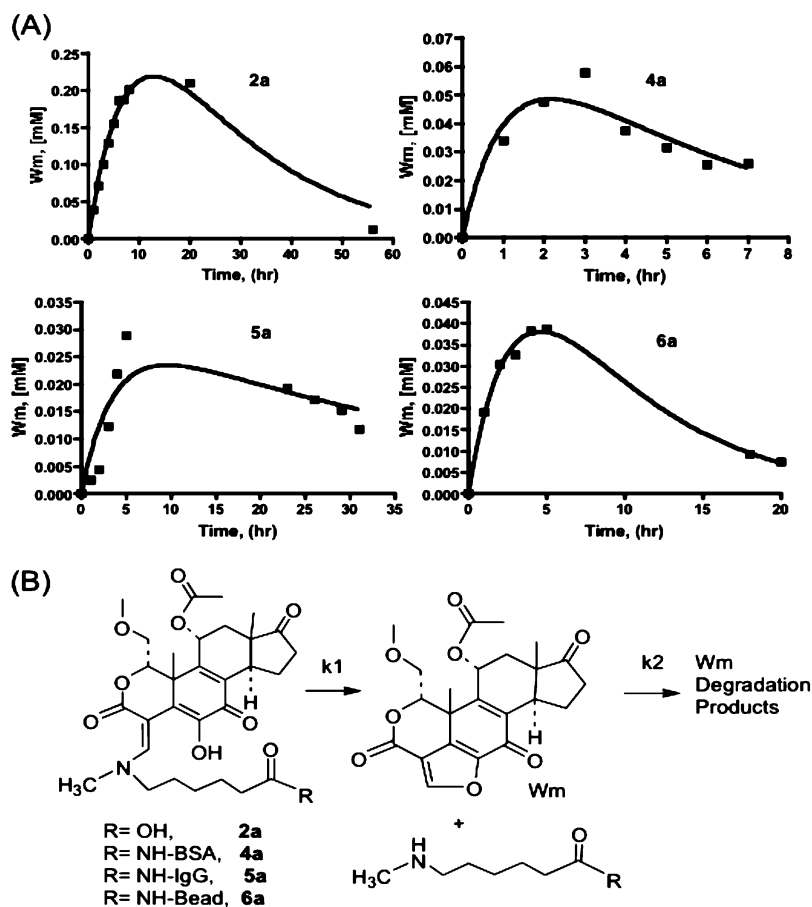 (A)
2a
Wm, [mM]
0.25
0.20
0.15
0.10
0.05
0.00
0 10 20 30 40 50 60
Time, (hr)
4a
Wm, [mM]
0.07
0.06
0.05
0.04
0.03
0.02
0.01
0.00
0 1 2 3 4 5 6 7 8
Time, (hr)
5a
Wm, [mM]
0.035
0.030
0.025
0.020
0.015
0.010
0.005
0.000
0 5 10 15 20 25 30 35
Time, (hr)
6a
Wm, [mM]
0.045
0.040
0.035
0.030
0.025
0.020
0.015
0.010
0.005
0.000
0 5 10 15 20
Time, (hr)
(B)
O
O
O
O
O
O
H
O
OH
N
H3C
O
R
k1
O
O
O
O
O
O
H
O
O
Wm
k2
Wm
Degradation
Products
+
H
N
H3C
O
R
R= OH, 2a
R= NH-BSA, 4a
R= NH-IgG, 5a
R= NH-Bead, 6a